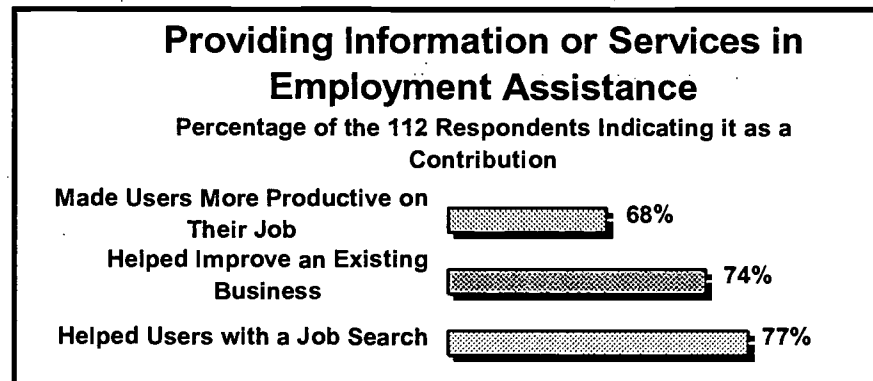 Providing Information or Services in
Employment Assistance
Percentage of the 112 Respondents Indicating it as a
Contribution
Made Users More Productive on
Their Job
68%
Helped Improve an Existing
Business
74%
Helped Users with a Job Search
77%